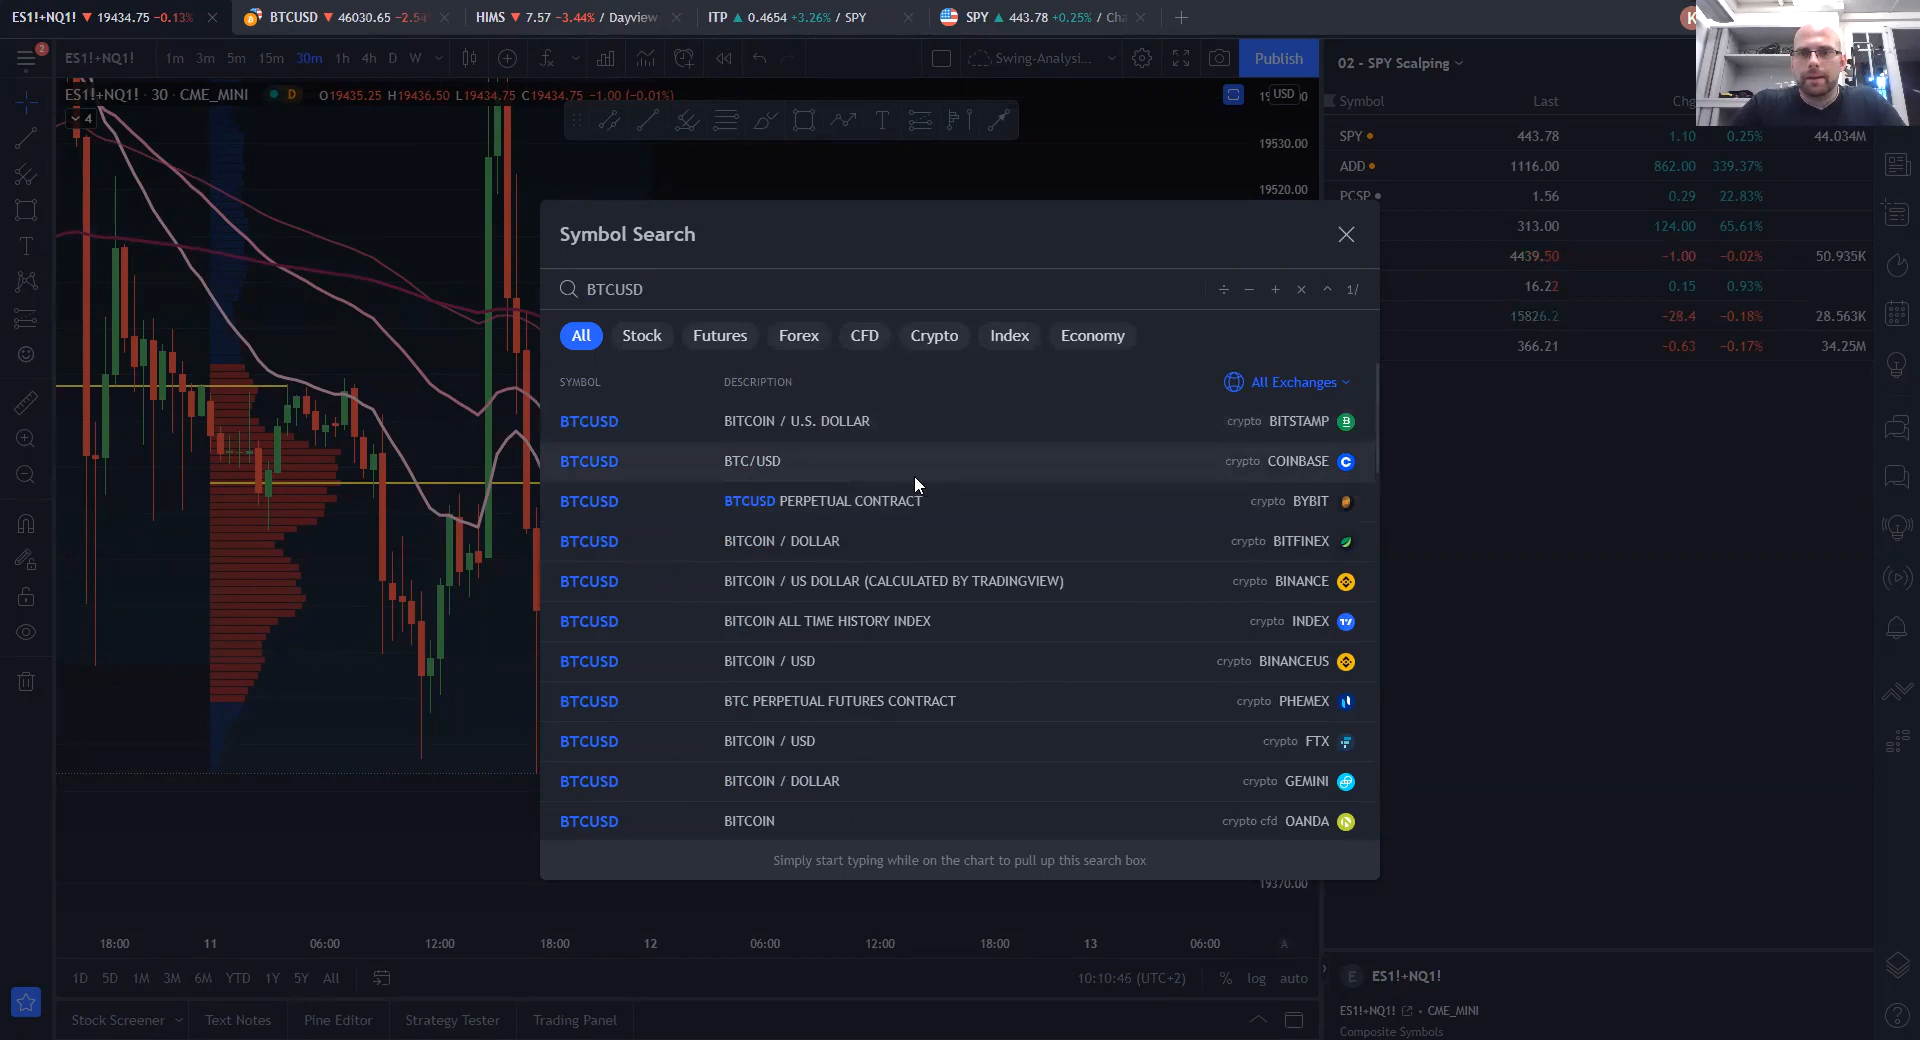 ES1!+NQ1! ▼ 19434.75 −0.13%
BTCUSD ▼ 46030.65 −2.54
HIMS ▼ 7.57 −3.44% / Dayview
ITP ▲ 0.4654 +3.26% / SPY
SPY ▲ 443.78 +0.25% / Cha
K
2
ES1!+NQ1! 1m 3m 5m 15m 30m 1h 4h D W
Swing-Analysi...
Publish
02 - SPY Scalping
ES1!+NQ1! · 30 · CME_MINI D O19435.25 H19436.50 L19434.75 C19434.75 −1.00 (−0.01%)
USD
4
19530.00
19520.00
19370.00
Symbol Last Chg
SPY 443.78 1.10 0.25% 44.034M
ADD 1116.00 862.00 339.37%
PCSP 1.56 0.29 22.83%
313.00 124.00 65.61%
4439.50 −1.00 −0.02% 50.935K
16.22 0.15 0.93%
15826.2 −28.4 −0.18% 28.563K
366.21 −0.63 −0.17% 34.25M
Symbol Search
BTCUSD
÷ − + × ^ 1/
All Stock Futures Forex CFD Crypto Index Economy
SYMBOL DESCRIPTION All Exchanges
BTCUSD BITCOIN / U.S. DOLLAR crypto BITSTAMP
BTCUSD BTC/USD crypto COINBASE
BTCUSD BTCUSD PERPETUAL CONTRACT crypto BYBIT
BTCUSD BITCOIN / DOLLAR crypto BITFINEX
BTCUSD BITCOIN / US DOLLAR (CALCULATED BY TRADINGVIEW) crypto BINANCE
BTCUSD BITCOIN ALL TIME HISTORY INDEX crypto INDEX
BTCUSD BITCOIN / USD crypto BINANCEUS
BTCUSD BTC PERPETUAL FUTURES CONTRACT crypto PHEMEX
BTCUSD BITCOIN / USD crypto FTX
BTCUSD BITCOIN / DOLLAR crypto GEMINI
BTCUSD BITCOIN crypto cfd OANDA
Simply start typing while on the chart to pull up this search box
18:00 11 06:00 12:00 18:00 12 06:00 12:00 18:00 13 06:00 A
1D 5D 1M 3M 6M YTD 1Y 5Y All
10:10:46 (UTC+2) % log auto
Stock Screener Text Notes Pine Editor Strategy Tester Trading Panel
E ES1!+NQ1!
ES1!+NQ1! • CME_MINI
Composite Symbols